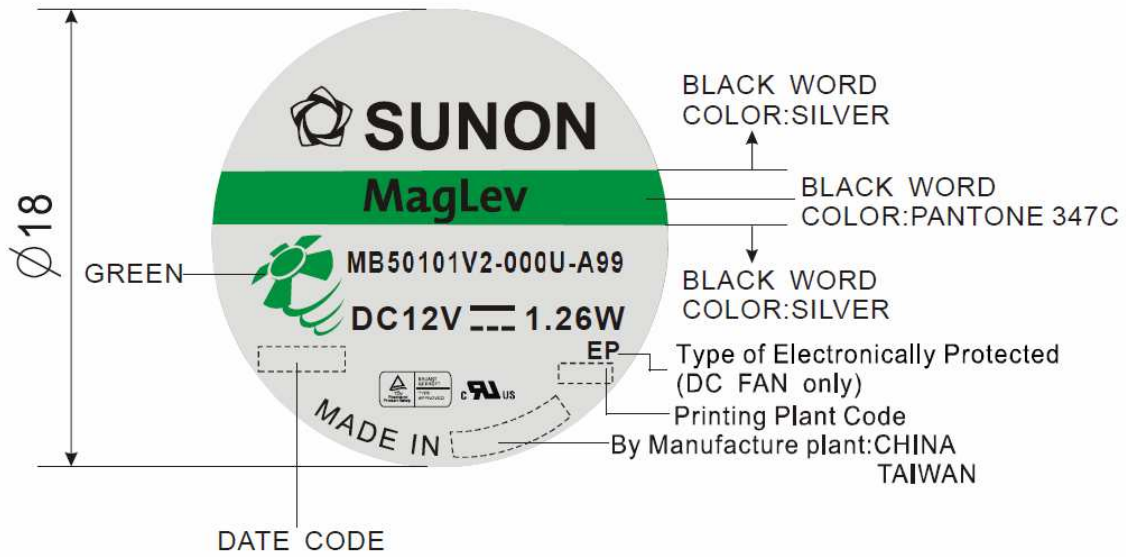 BLACK WORD
COLOR:SILVER
SUNON
MagLev
BLACK WORD
COLOR:PANTONE 347C
Ø18
GREEN
MB50101V2-000U-A99
BLACK WORD
COLOR:SILVER
DC12V 1.26W
EP
Type of Electronically Protected
(DC FAN only)
c US
Printing Plant Code
MADE IN
By Manufacture plant:CHINA
TAIWAN
DATE CODE